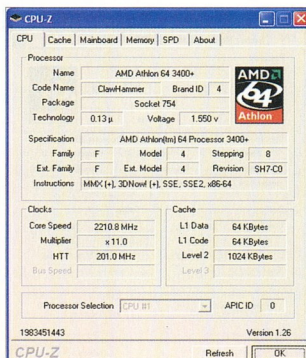 CPU-Z
CPU Cache Mainboard Memory SPD About
Processor
Name AMD Athlon 64 3400+
Code Name ClawHammer Brand ID 4
Package Socket 754
Technology 0.13 µ Voltage 1.550 v
AMD
64
Athlon
Specification AMD Athlon(tm) 64 Processor 3400+
Family F Model 4 Stepping 8
Ext. Family F Ext. Model 4 Revision SH7-C0
Instructions MMX (+), 3DNow! (+), SSE, SSE2, x86-64
Clocks
Core Speed 2210.8 MHz
Multiplier x 11.0
HTT 201.0 MHz
Bus Speed
Cache
L1 Data 64 KBytes
L1 Code 64 KBytes
Level 2 1024 KBytes
Level 3
Processor Selection CPU #1 APIC ID 0
1983451443 Version 1.26
CPU-Z Refresh OK